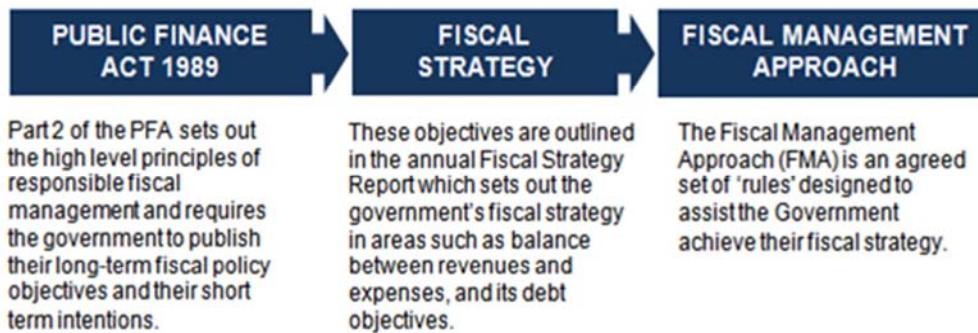 PUBLIC FINANCE
ACT 1989
Part 2 of the PFA sets out
the high level principles of
responsible fiscal
management and requires
the government to publish
their long-term fiscal policy
objectives and their short
term intentions.
FISCAL
STRATEGY
These objectives are outlined
in the annual Fiscal Strategy
Report which sets out the
government's fiscal strategy
in areas such as balance
between revenues and
expenses, and its debt
objectives.
FISCAL MANAGEMENT
APPROACH
The Fiscal Management
Approach (FMA) is an agreed
set of 'rules' designed to
assist the Government
achieve their fiscal strategy.